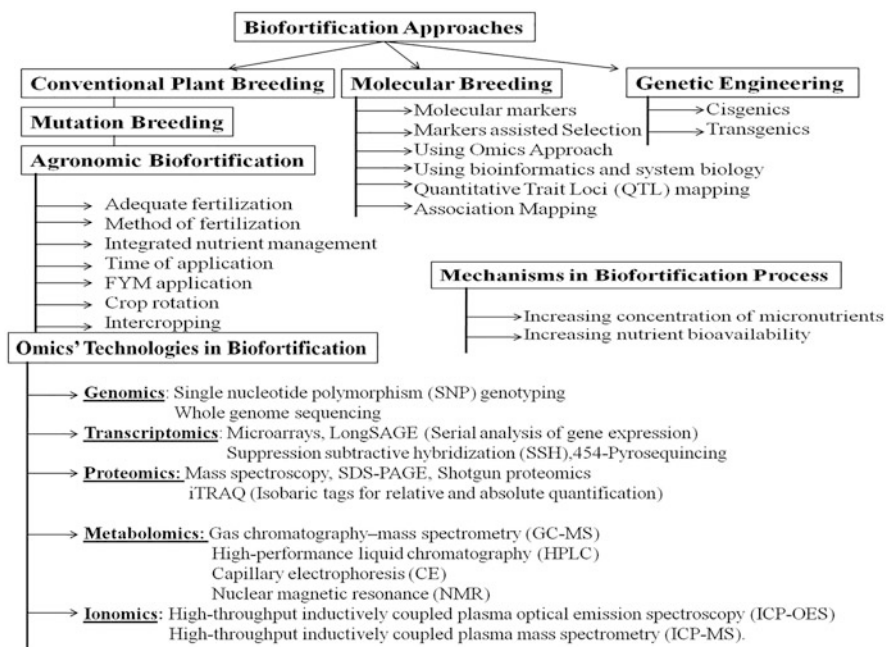 Biofortification Approaches
Conventional Plant Breeding
Mutation Breeding
Agronomic Biofortification
Adequate fertilization
Method of fertilization
Integrated nutrient management
Time of application
FYM application
Crop rotation
Intercropping
Molecular Breeding
Molecular markers
Markers assisted Selection
Using Omics Approach
Using bioinformatics and system biology
Quantitative Trait Loci (QTL) mapping
Association Mapping
Genetic Engineering
Cisgenics
Transgenics
Mechanisms in Biofortification Process
Increasing concentration of micronutrients
Increasing nutrient bioavailability
Omics' Technologies in Biofortification
Genomics: Single nucleotide polymorphism (SNP) genotyping
Whole genome sequencing
Transcriptomics: Microarrays, LongSAGE (Serial analysis of gene expression)
Suppression subtractive hybridization (SSH),454-Pyrosequincing
Proteomics: Mass spectroscopy, SDS-PAGE, Shotgun proteomics
iTRAQ (Isobaric tags for relative and absolute quantification)
Metabolomics: Gas chromatography–mass spectrometry (GC-MS)
High-performance liquid chromatography (HPLC)
Capillary electrophoresis (CE)
Nuclear magnetic resonance (NMR)
Ionomics: High-throughput inductively coupled plasma optical emission spectroscopy (ICP-OES)
High-throughput inductively coupled plasma mass spectrometry (ICP-MS).